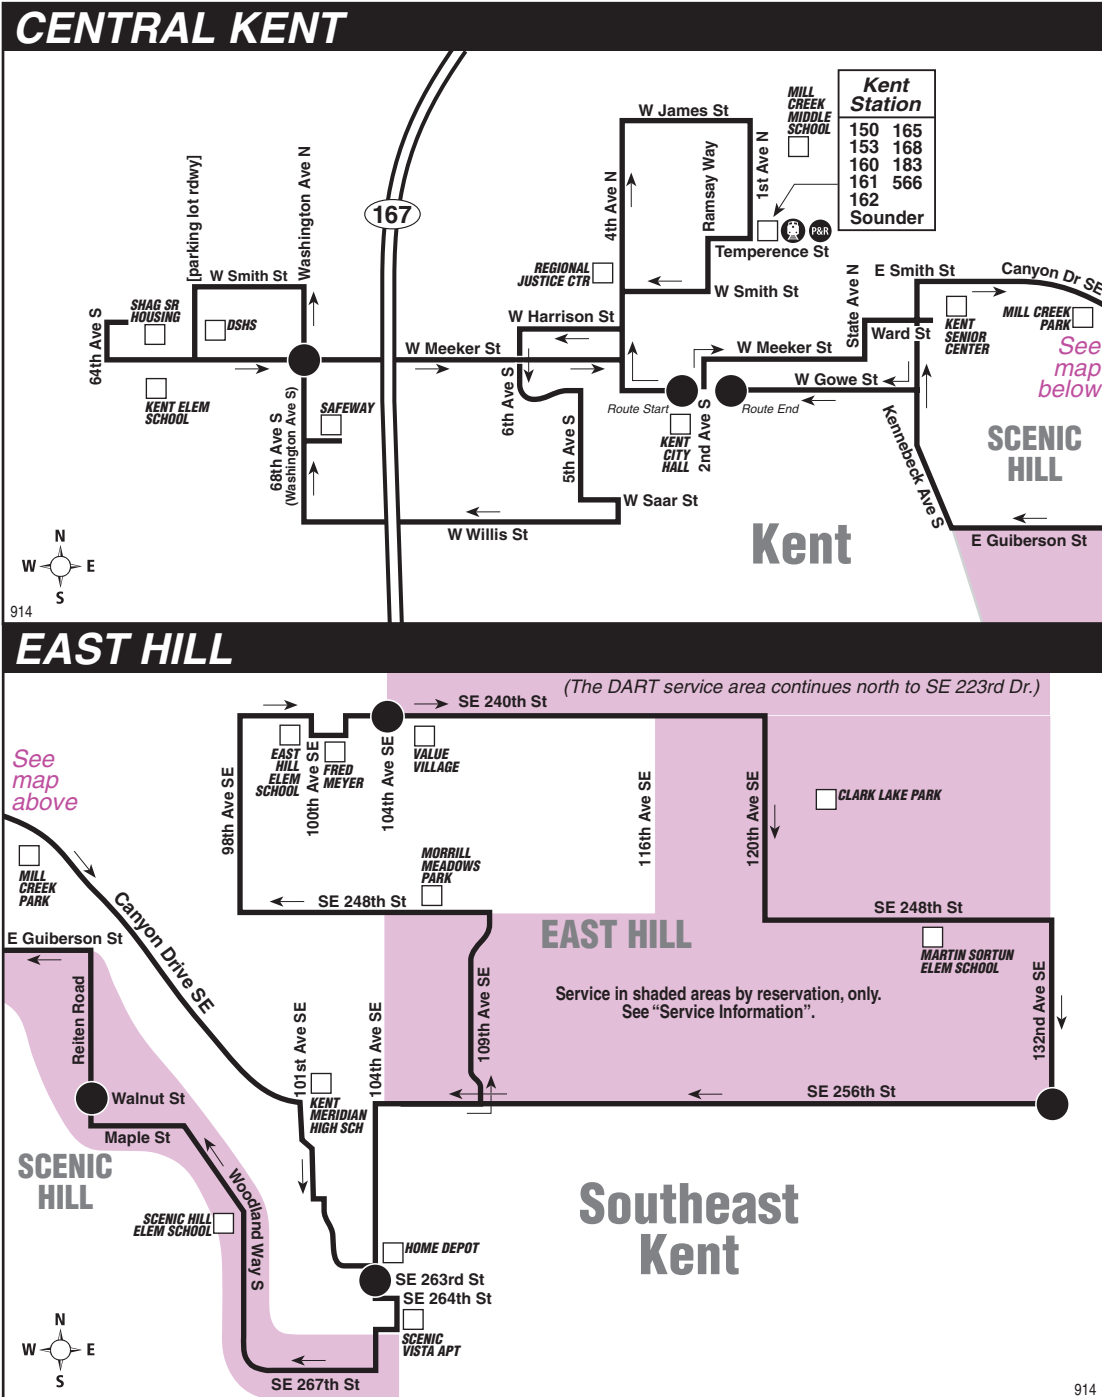 CENTRAL KENT
W James St
MILL
CREEK
MIDDLE
SCHOOL
Kent
Station
150 165
153 168
160 183
161 566
162
Sounder
4th Ave N
Ramsay Way
1st Ave N
P&R
Temperence St
W Smith St
[parking lot rdwy]
Washington Ave N
167
W Smith St
SHAG SR
HOUSING
DSHS
64th Ave S
KENT ELEM
SCHOOL
68th Ave S
(Washington Ave S)
SAFEWAY
REGIONAL
JUSTICE CTR
W Harrison St
W Meeker St
6th Ave S
5th Ave S
W Saar St
W Willis St
Route Start
KENT
CITY
HALL
2nd Ave S
Route End
W Meeker St
W Gowe St
State Ave N
Ward St
E Smith St
Canyon Dr SE
KENT
SENIOR
CENTER
MILL CREEK
PARK
See
map
below
SCENIC
HILL
Kennebeck Ave S
E Guiberson St
Kent
N
W E
S
914
EAST HILL
(The DART service area continues north to SE 223rd Dr.)
SE 240th St
See
map
above
EAST
HILL
ELEM
SCHOOL
100th Ave SE
FRED
MEYER
104th Ave SE
VALUE
VILLAGE
98th Ave SE
116th Ave SE
120th Ave SE
CLARK LAKE PARK
MORRILL
MEADOWS
PARK
SE 248th St
SE 248th St
MILL
CREEK
PARK
Canyon Drive SE
E Guiberson St
EAST HILL
MARTIN SORTUN
ELEM SCHOOL
Service in shaded areas by reservation, only.
See “Service Information”.
109th Ave SE
132nd Ave SE
Reiten Road
101st Ave SE
104th Ave SE
KENT
MERIDIAN
HIGH SCH
SE 256th St
Walnut St
Maple St
SCENIC
HILL
Woodland Way S
SCENIC HILL
ELEM SCHOOL
Southeast
Kent
HOME DEPOT
SE 263rd St
SE 264th St
SCENIC
VISTA APT
SE 267th St
N
W E
S
914